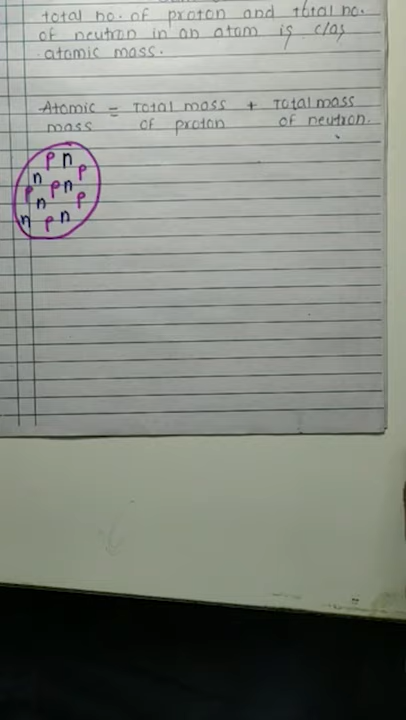 total no. of proton and total no.
of neutron in an atom is c/as
atomic mass.
Atomic = Total mass + Total mass
mass of proton of neutron.
p n
n p
p p n
n p
n p n